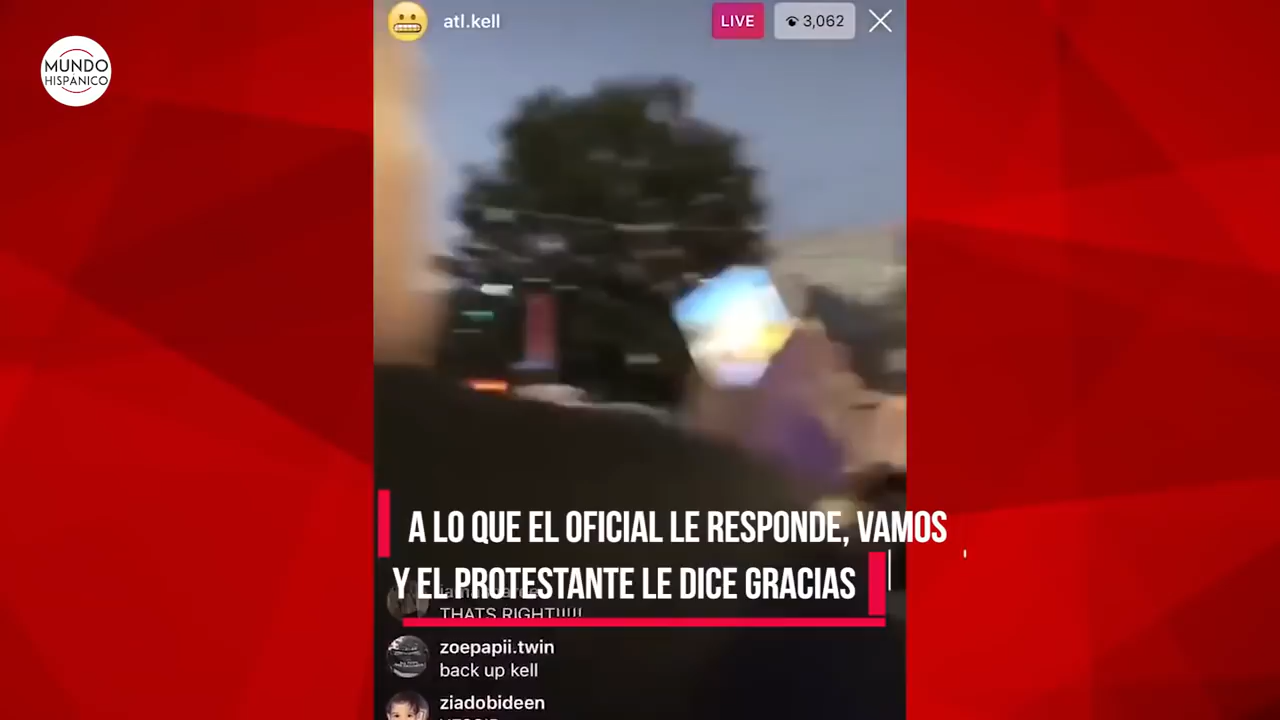 atl.kell
LIVE
3,062
MUNDO
HISPÁNICO
A LO QUE EL OFICIAL LE RESPONDE, VAMOS
Y EL PROTESTANTE LE DICE GRACIAS
THATS RIGHT!!!!!
zoepapii.twin
back up kell
ziadobideen